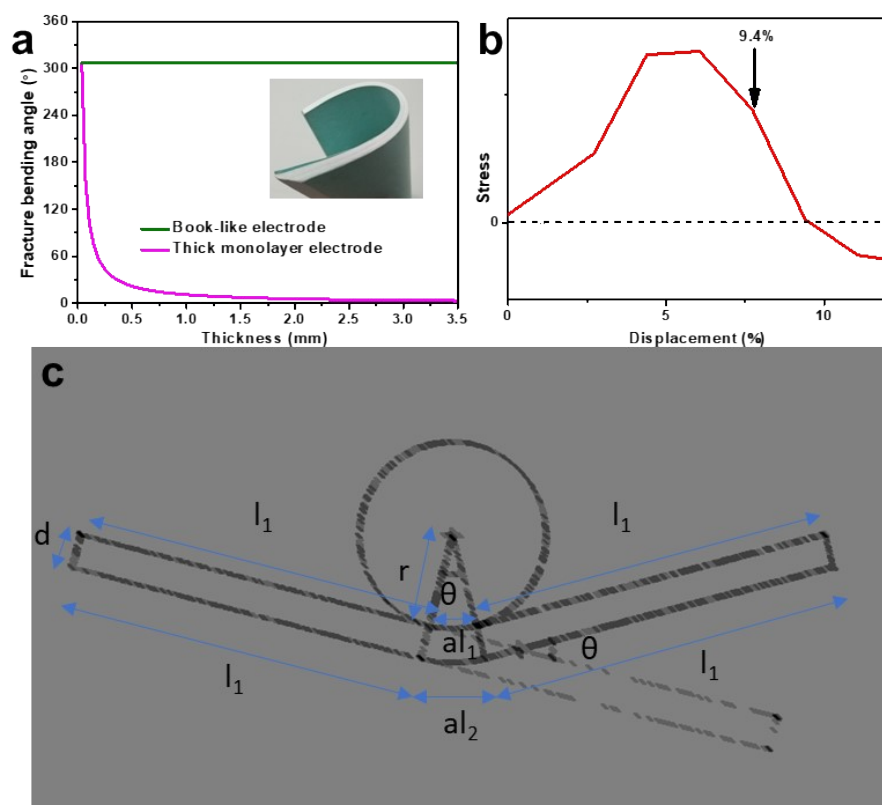 a
Fracture bending angle (°)
360
300
240
180
120
60
0
Book-like electrode
Thick monolayer electrode
0.0 0.5 1.0 1.5 2.0 2.5 3.0 3.5
Thickness (mm)
b
9.4%
Stress
0
0 5 10
Displacement (%)
c
l₁ l₁
d
r
θ
al₁
θ
l₁ l₁
al₂